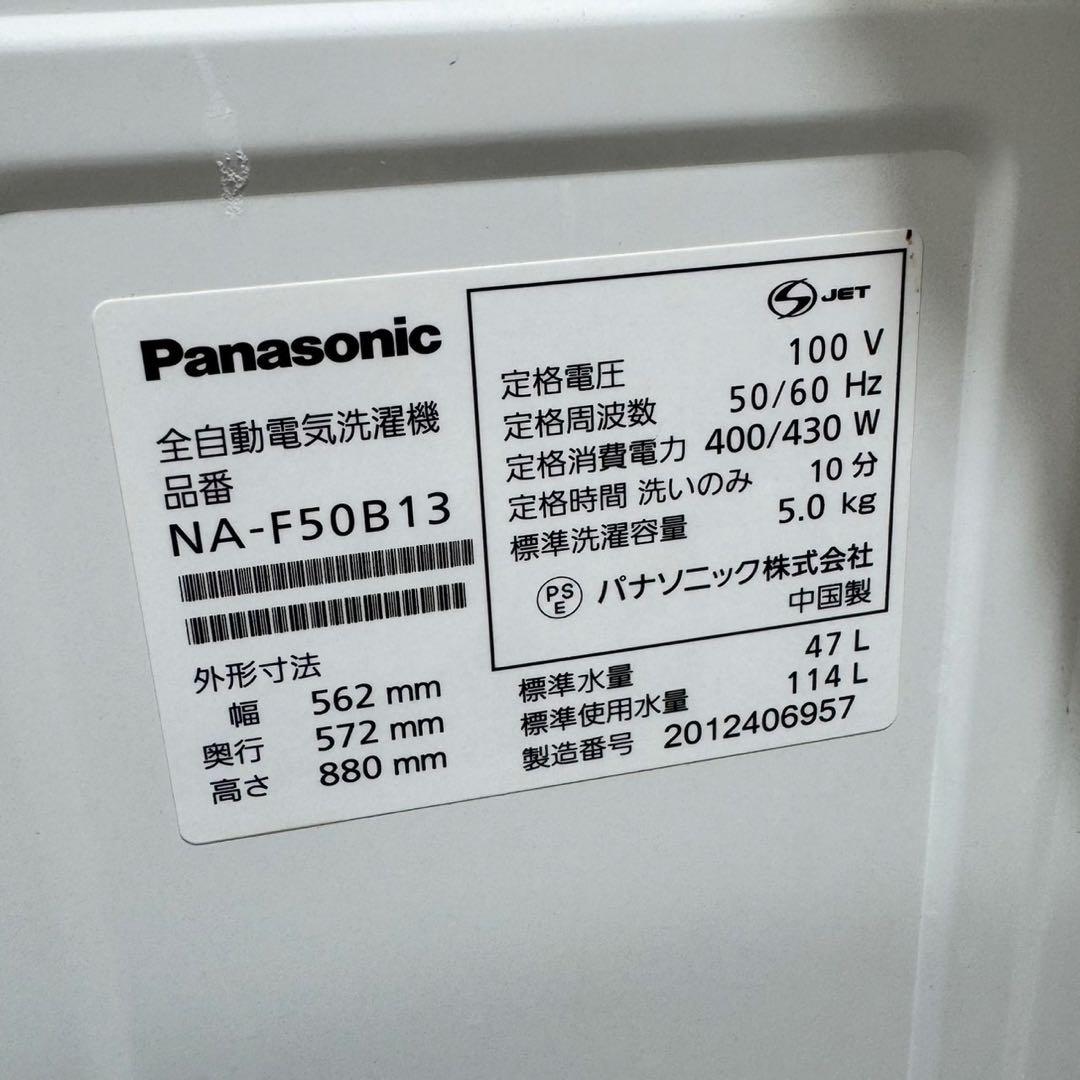 Panasonic
全自動電気洗濯機
品番
NA-F50B13
外形寸法
幅 562 mm
奥行 572 mm
高さ 880 mm
S JET
定格電圧 100 V
定格周波数 50/60 Hz
定格消費電力 400/430 W
定格時間 洗いのみ 10 分
標準洗濯容量 5.0 kg
PS
E
パナソニック株式会社
中国製
標準水量 47 L
標準使用水量 114 L
製造番号 2012406957